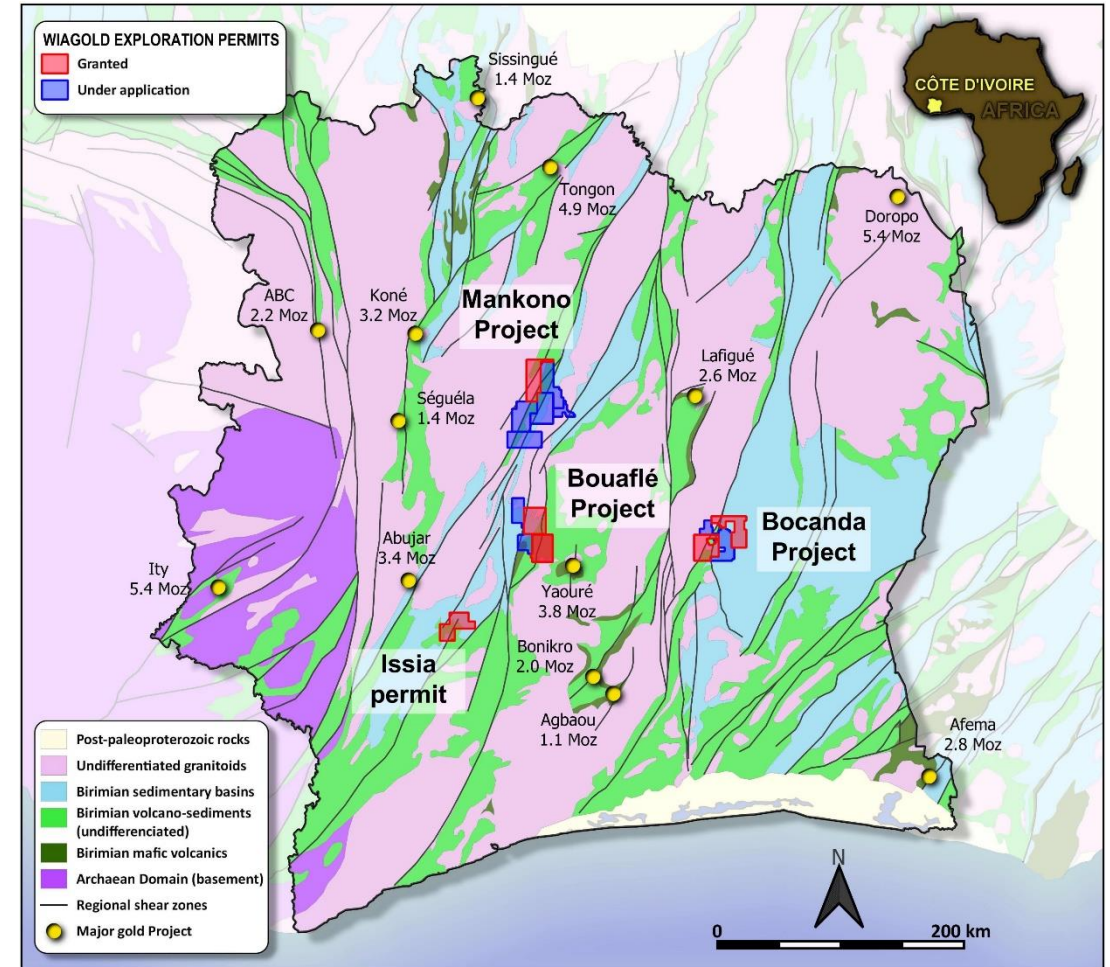 WIAGOLD EXPLORATION PERMITS
Granted
Under application
CÔTE D'IVOIRE
AFRICA
Sissingué
1.4 Moz
Tongon
4.9 Moz
Doropo
5.4 Moz
ABC
2.2 Moz
Koné
3.2 Moz
Mankono
Project
Lafigué
2.6 Moz
Séguéla
1.4 Moz
Bouaflé
Project
Bocanda
Project
Abujar
3.4 Moz
Ity
5.4 Moz
Yaouré
3.8 Moz
Issia
permit
Bonikro
2.0 Moz
Agbaou
1.1 Moz
Afema
2.8 Moz
Post-paleoproterozoic rocks
Undifferentiated granitoids
Birimian sedimentary basins
Birimian volcano-sediments
(undifferenciated)
Birimian mafic volcanics
Archaean Domain (basement)
Regional shear zones
Major gold Project
N
0 200 km